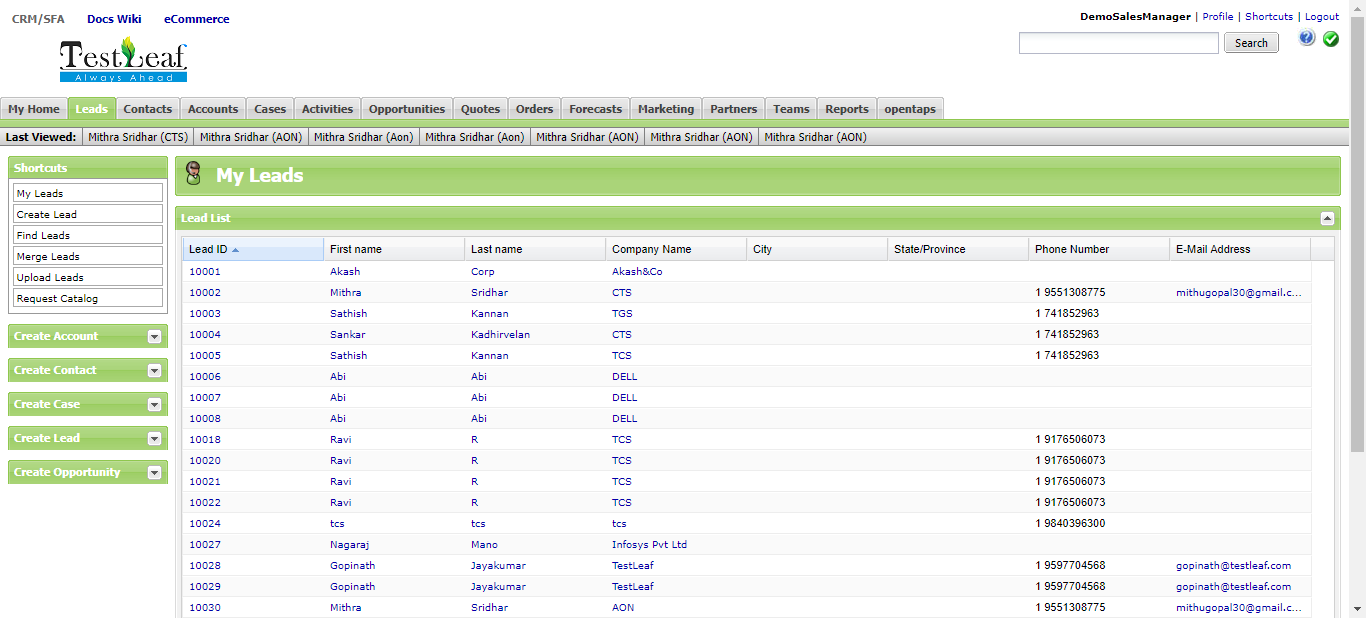 CRM/SFA Docs Wiki eCommerce
DemoSalesManager | Profile | Shortcuts | Logout
TestLeaf
Always Ahead
Search
My Home Leads Contacts Accounts Cases Activities Opportunities Quotes Orders Forecasts Marketing Partners Teams Reports opentaps
Last Viewed: Mithra Sridhar (CTS) Mithra Sridhar (AON) Mithra Sridhar (Aon) Mithra Sridhar (Aon) Mithra Sridhar (AON) Mithra Sridhar (AON) Mithra Sridhar (AON)
Shortcuts
My Leads
Create Lead
Find Leads
Merge Leads
Upload Leads
Request Catalog
Create Account
Create Contact
Create Case
Create Lead
Create Opportunity
My Leads
Lead List
Lead ID First name Last name Company Name City State/Province Phone Number E-Mail Address
10001 Akash Corp Akash&Co
10002 Mithra Sridhar CTS 1 9551308775 mithugopal30@gmail.c...
10003 Sathish Kannan TGS 1 741852963
10004 Sankar Kadhirvelan CTS 1 741852963
10005 Sathish Kannan TCS 1 741852963
10006 Abi Abi DELL
10007 Abi Abi DELL
10008 Abi Abi DELL
10018 Ravi R TCS 1 9176506073
10020 Ravi R TCS 1 9176506073
10021 Ravi R TCS 1 9176506073
10022 Ravi R TCS 1 9176506073
10024 tcs tcs tcs 1 9840396300
10027 Nagaraj Mano Infosys Pvt Ltd
10028 Gopinath Jayakumar TestLeaf 1 9597704568 gopinath@testleaf.com
10029 Gopinath Jayakumar TestLeaf 1 9597704568 gopinath@testleaf.com
10030 Mithra Sridhar AON 1 9551308775 mithugopal30@gmail.c...